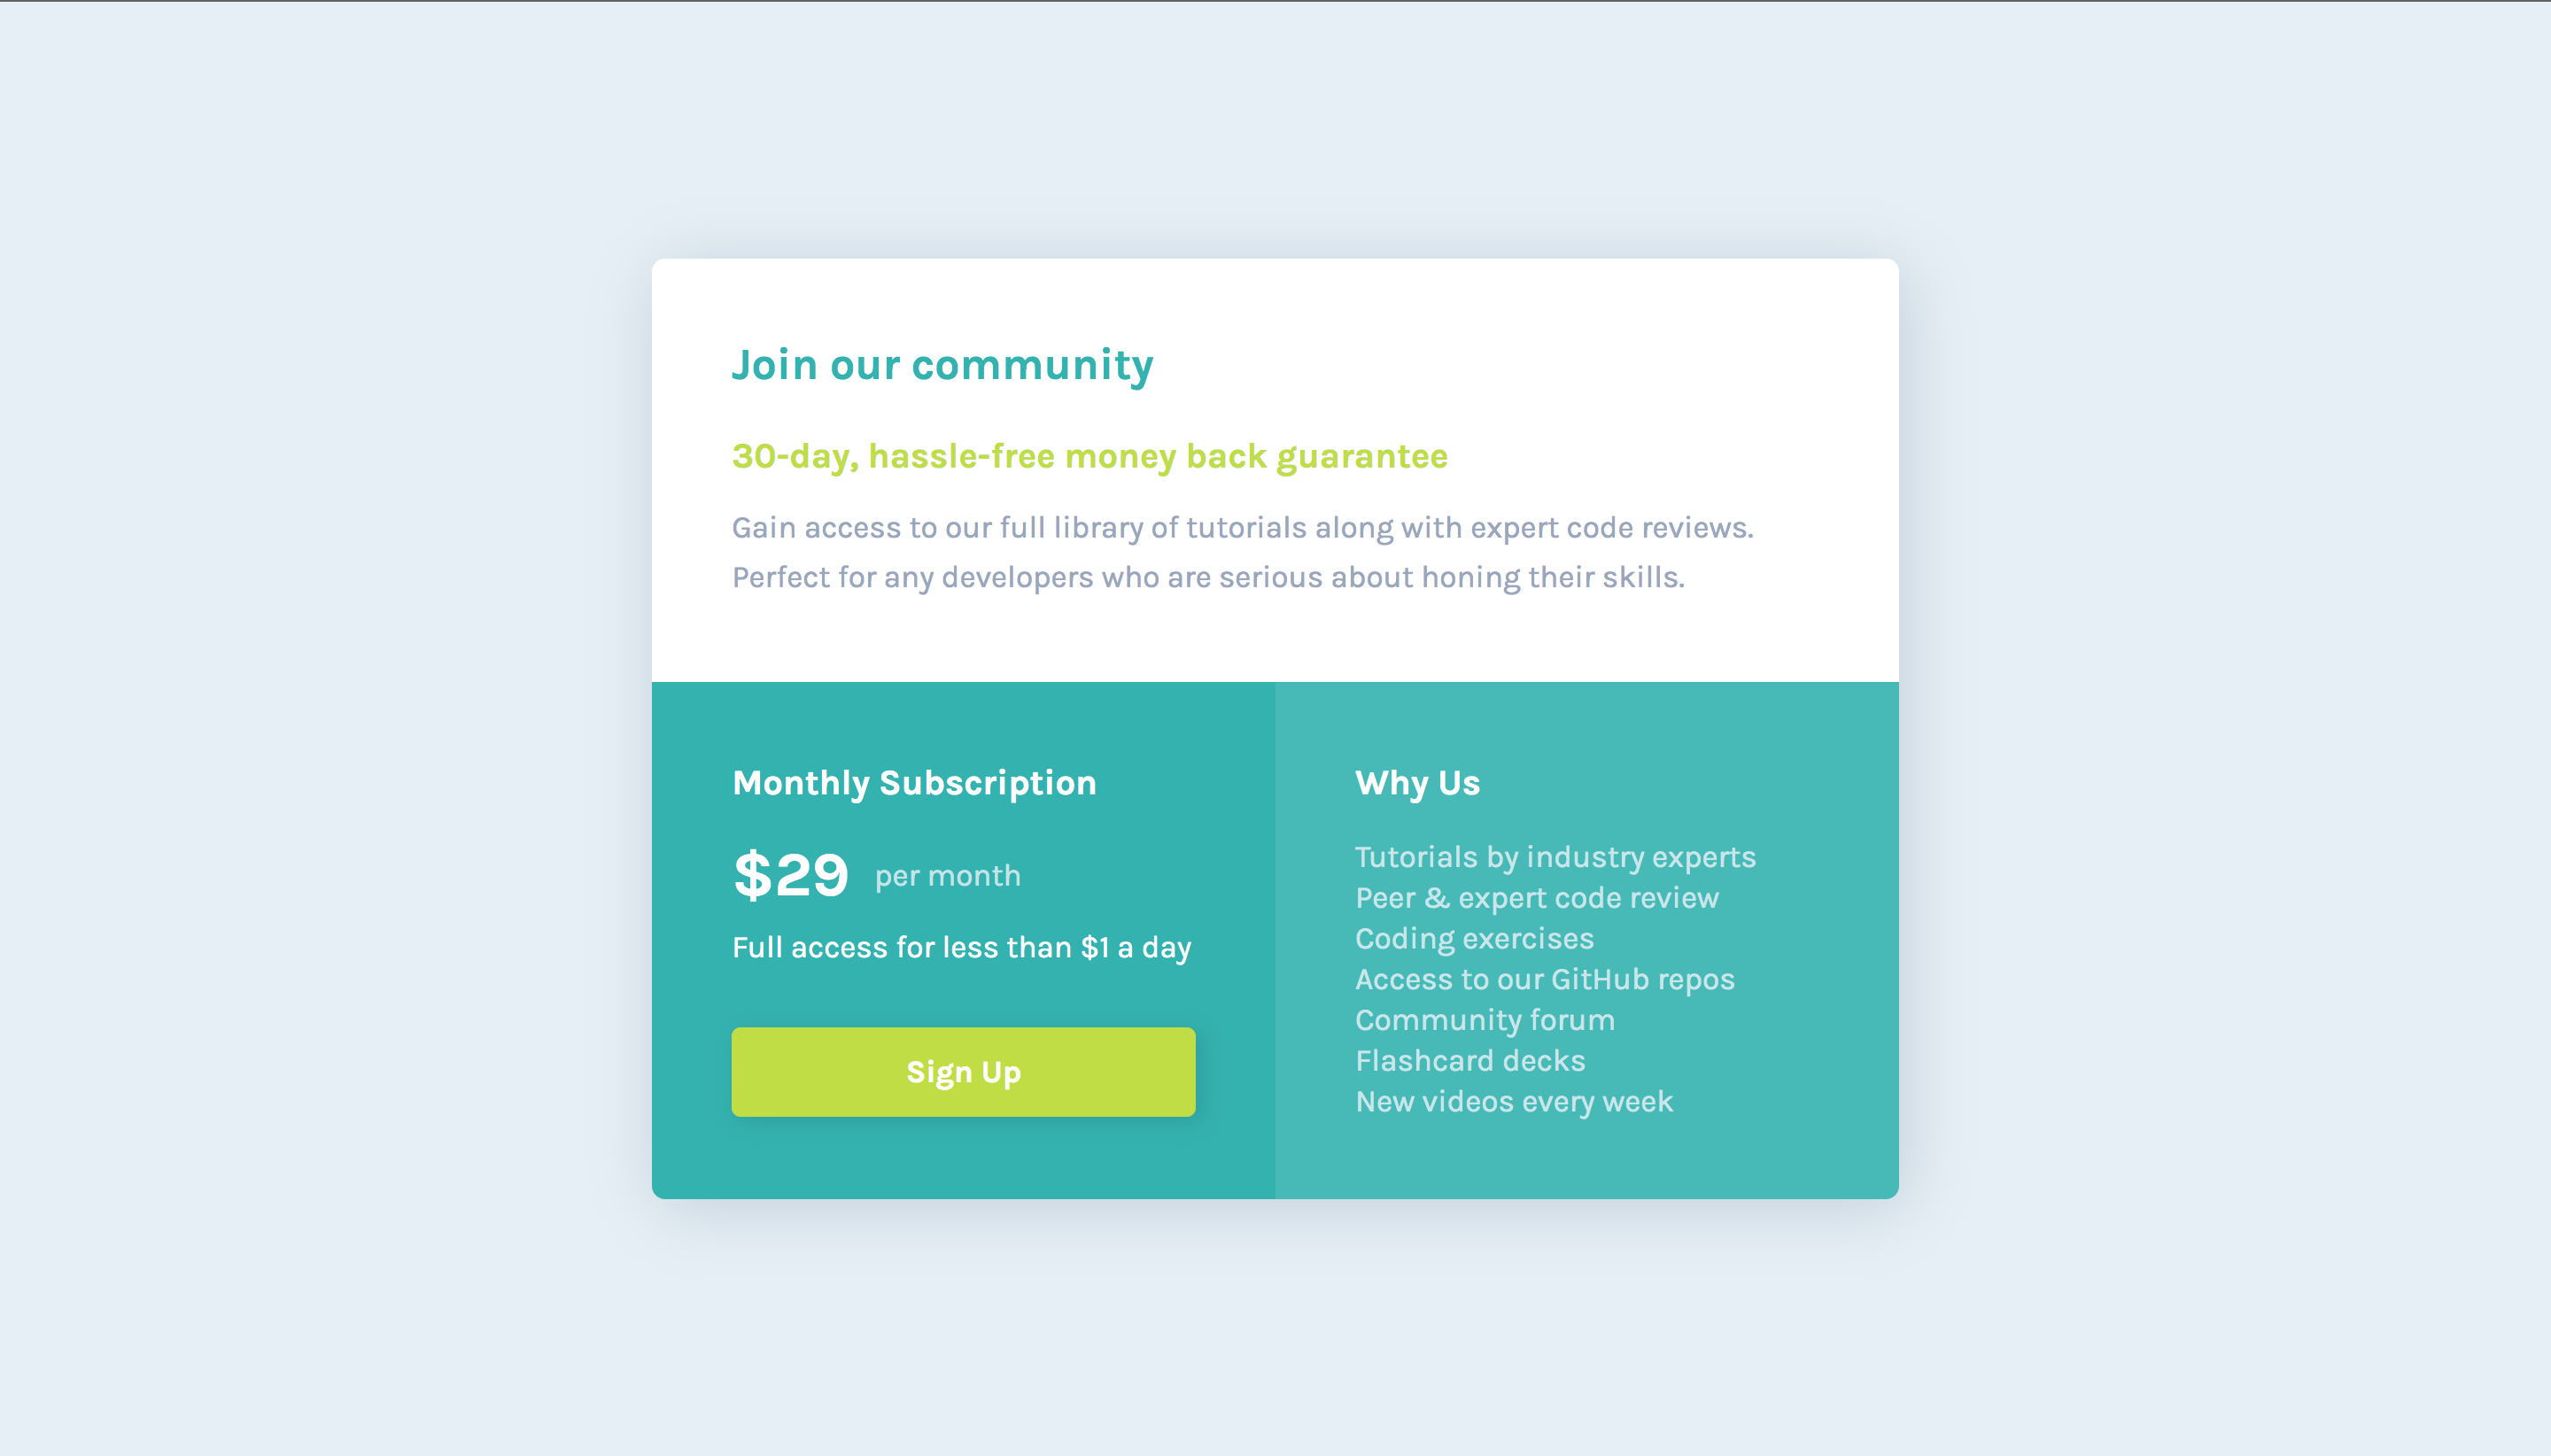 Join our community
30-day, hassle-free money back guarantee
Gain access to our full library of tutorials along with expert code reviews.
Perfect for any developers who are serious about honing their skills.
Monthly Subscription
$29 per month
Full access for less than $1 a day
Sign Up
Why Us
Tutorials by industry experts
Peer & expert code review
Coding exercises
Access to our GitHub repos
Community forum
Flashcard decks
New videos every week